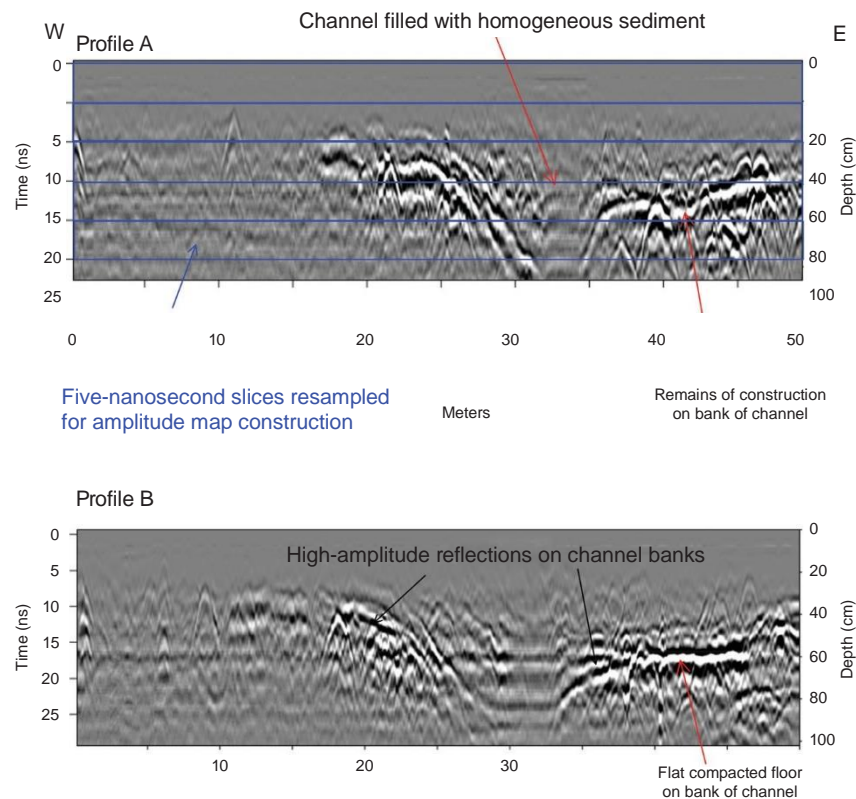 Channel filled with homogeneous sediment
W
E
Profile A
0
5
10
15
20
25
Time (ns)
0
20
40
60
80
100
Depth (cm)
0
10
20
30
40
50
Five-nanosecond slices resampled
for amplitude map construction
Meters
Remains of construction
on bank of channel
Profile B
High-amplitude reflections on channel banks
0
5
10
15
20
25
Time (ns)
0
20
40
60
80
100
Depth (cm)
10
20
30
Flat compacted floor
on bank of channel